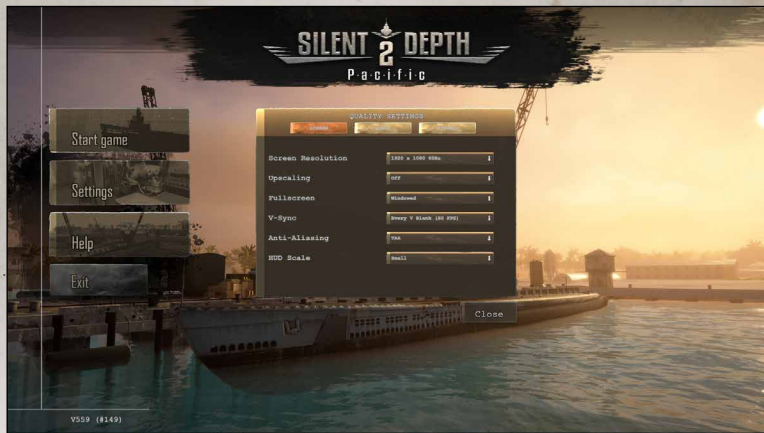 SILENT 2 DEPTH
P·a·c·i·f·i·c
QUALITY SETTINGS
Start game
Screen Resolution 1920 x 1080 60Hz
Upscaling Off
Settings
Fullscreen Windowed
V-Sync Every V Blank (60 FPS)
Help
Anti-Aliasing TAA
HUD Scale Small
Exit
Close
V559 (#149)